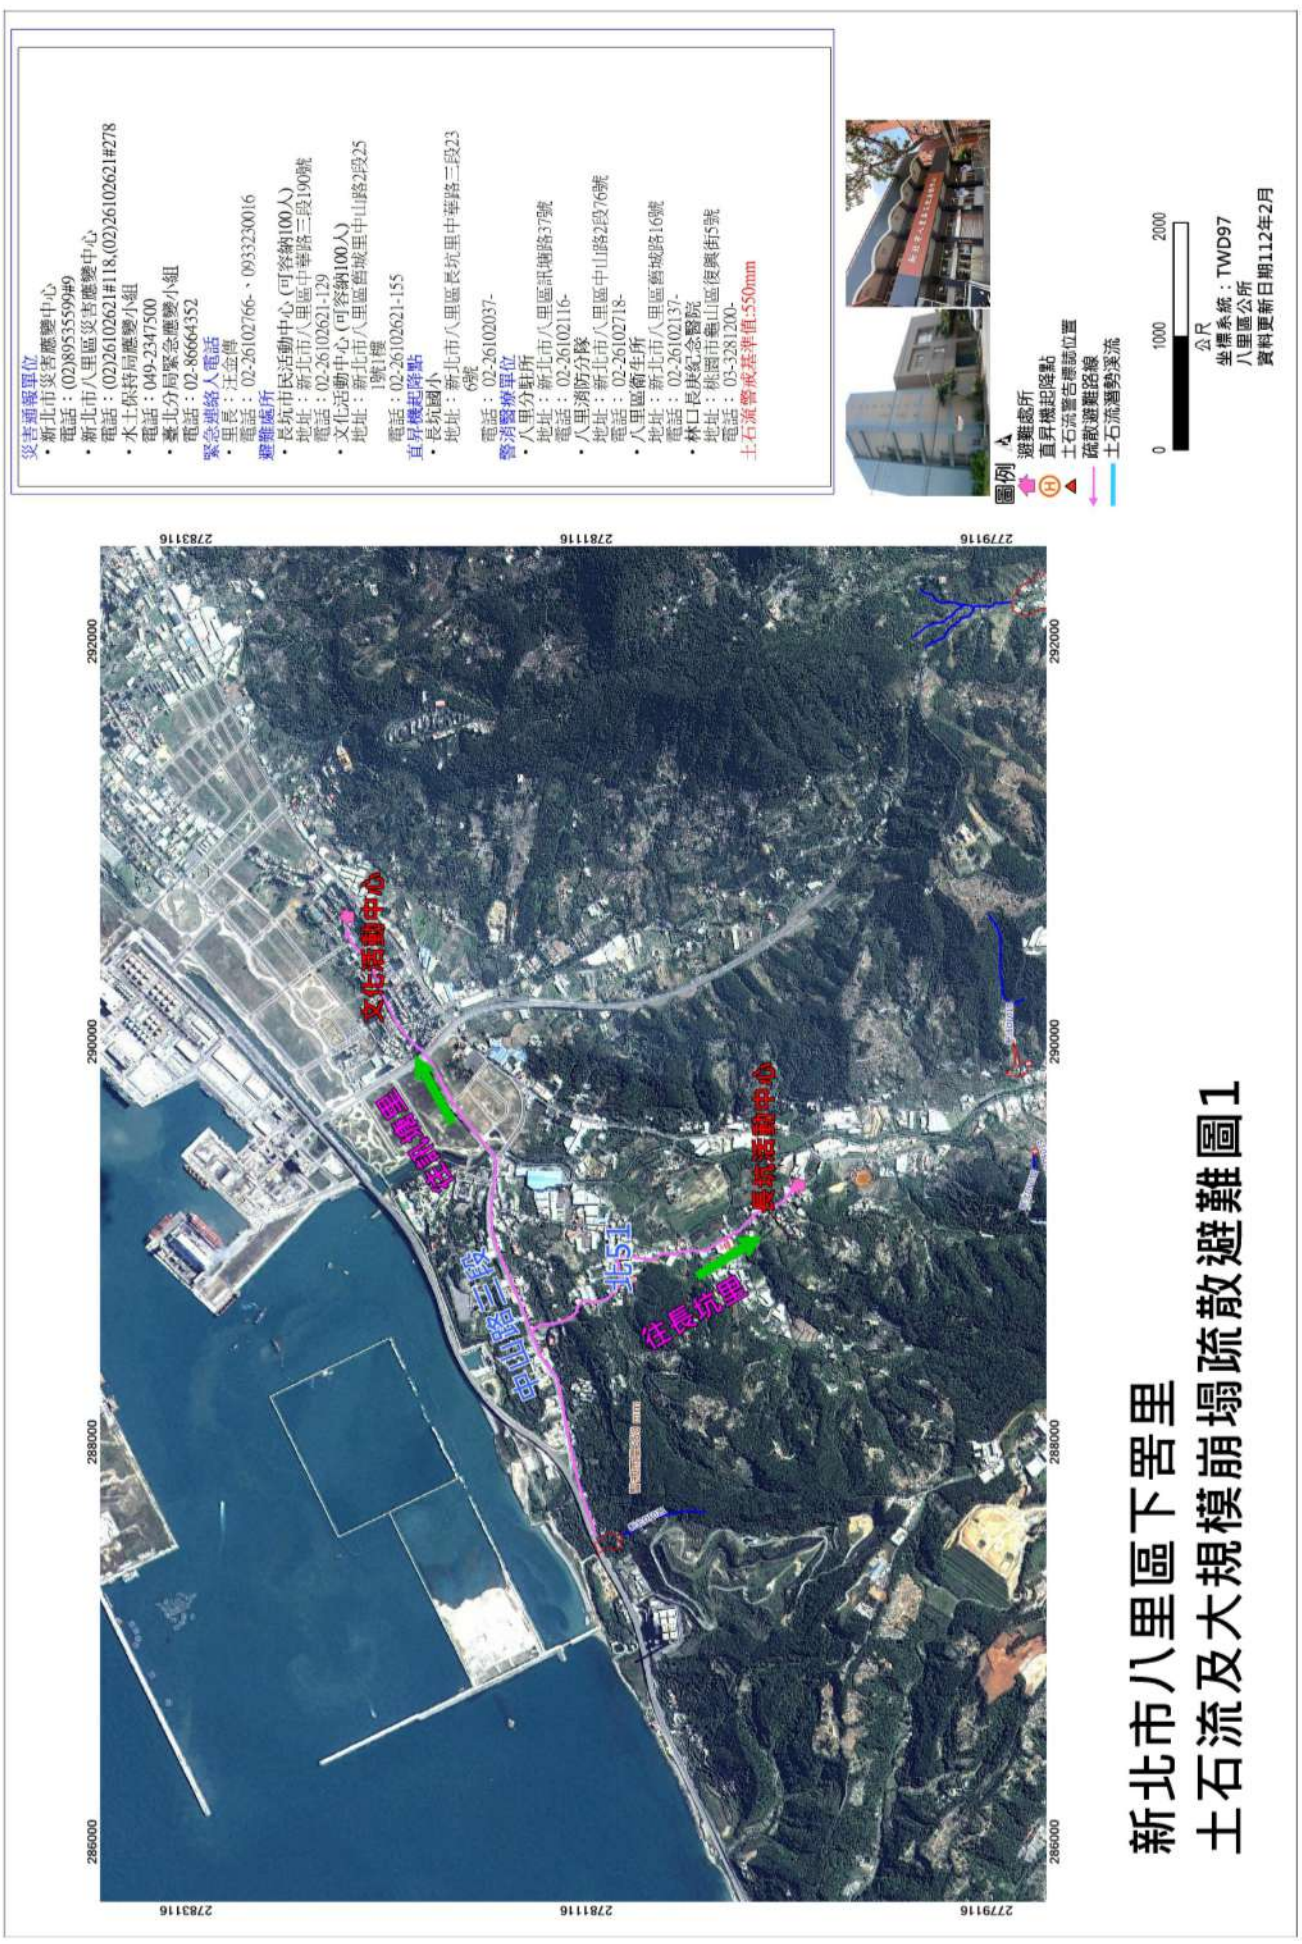 災害通報單位
・新北市災害應變中心
電話：(02)89535599#9
・新北市八里區災害應變中心
電話：(02)26102621#118,(02)26102621#278
・水土保持局應變小組
電話：049-2347500
・臺北分局緊急應變小組
電話：02-86664352
緊急連絡人電話
・里長：汪金傳
電話：02-26102766-、0933230016
避難處所
・長坑市民活動中心 (可容納100人)
地址：新北市八里區中華路三段190號
電話：02-26102621-129
・文化活動中心 (可容納100人)
地址：新北市八里區舊城里中山路2段25
1號1樓
電話：02-26102621-155
直昇機起降點
・長坑國小
地址：新北市八里區長坑里中華路三段23
6號
電話：02-26102037-
警消醫療單位
・八里分駐所
地址：新北市八里區訊塘路37號
電話：02-26102116-
・八里消防分隊
地址：新北市八里區中山路2段76號
電話：02-26102718-
・八里區衛生所
地址：新北市八里區舊城路16號
電話：02-26102137-
・林口長庚紀念醫院
地址：桃園市龜山區復興街5號
電話：03-3281200-
土石流警戒基準值:550mm
圖例
避難處所
H 直昇機起降點
土石流警告標誌位置
疏散避難路線
土石流潛勢溪流
0 1000 2000
公尺
坐標系統：TWD97
八里區公所
資料更新日期112年2月
286000 288000 290000 292000
2783116
2781116
2779116
2783116
2781116
2779116
文化活動中心
往訊塘里
中山路三段
北51
長坑活動中心
往長坑里
286000 288000 290000 292000
新北市八里區下罟里
土石流及大規模崩塌疏散避難圖1